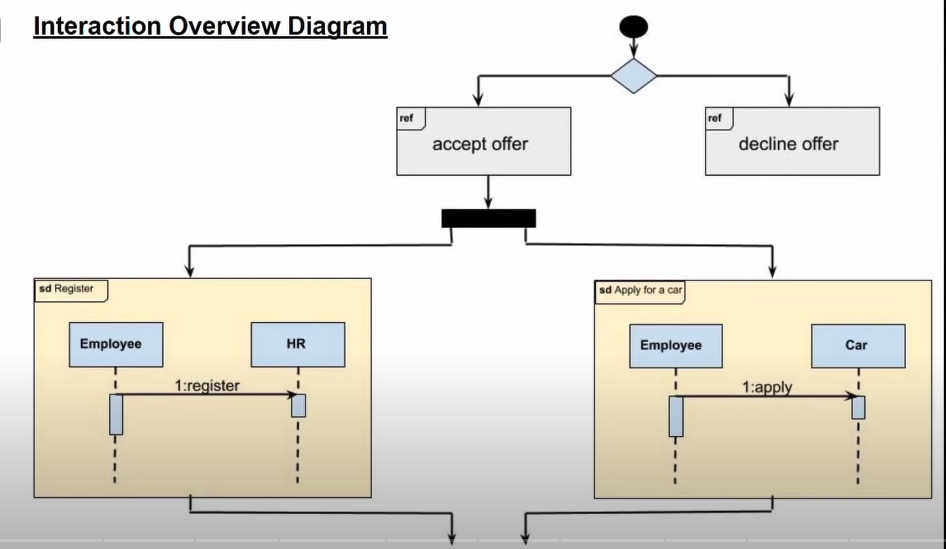 Interaction Overview Diagram
ref
accept offer
ref
decline offer
sd Register
Employee
HR
1:register
sd Apply for a car
Employee
Car
1:apply